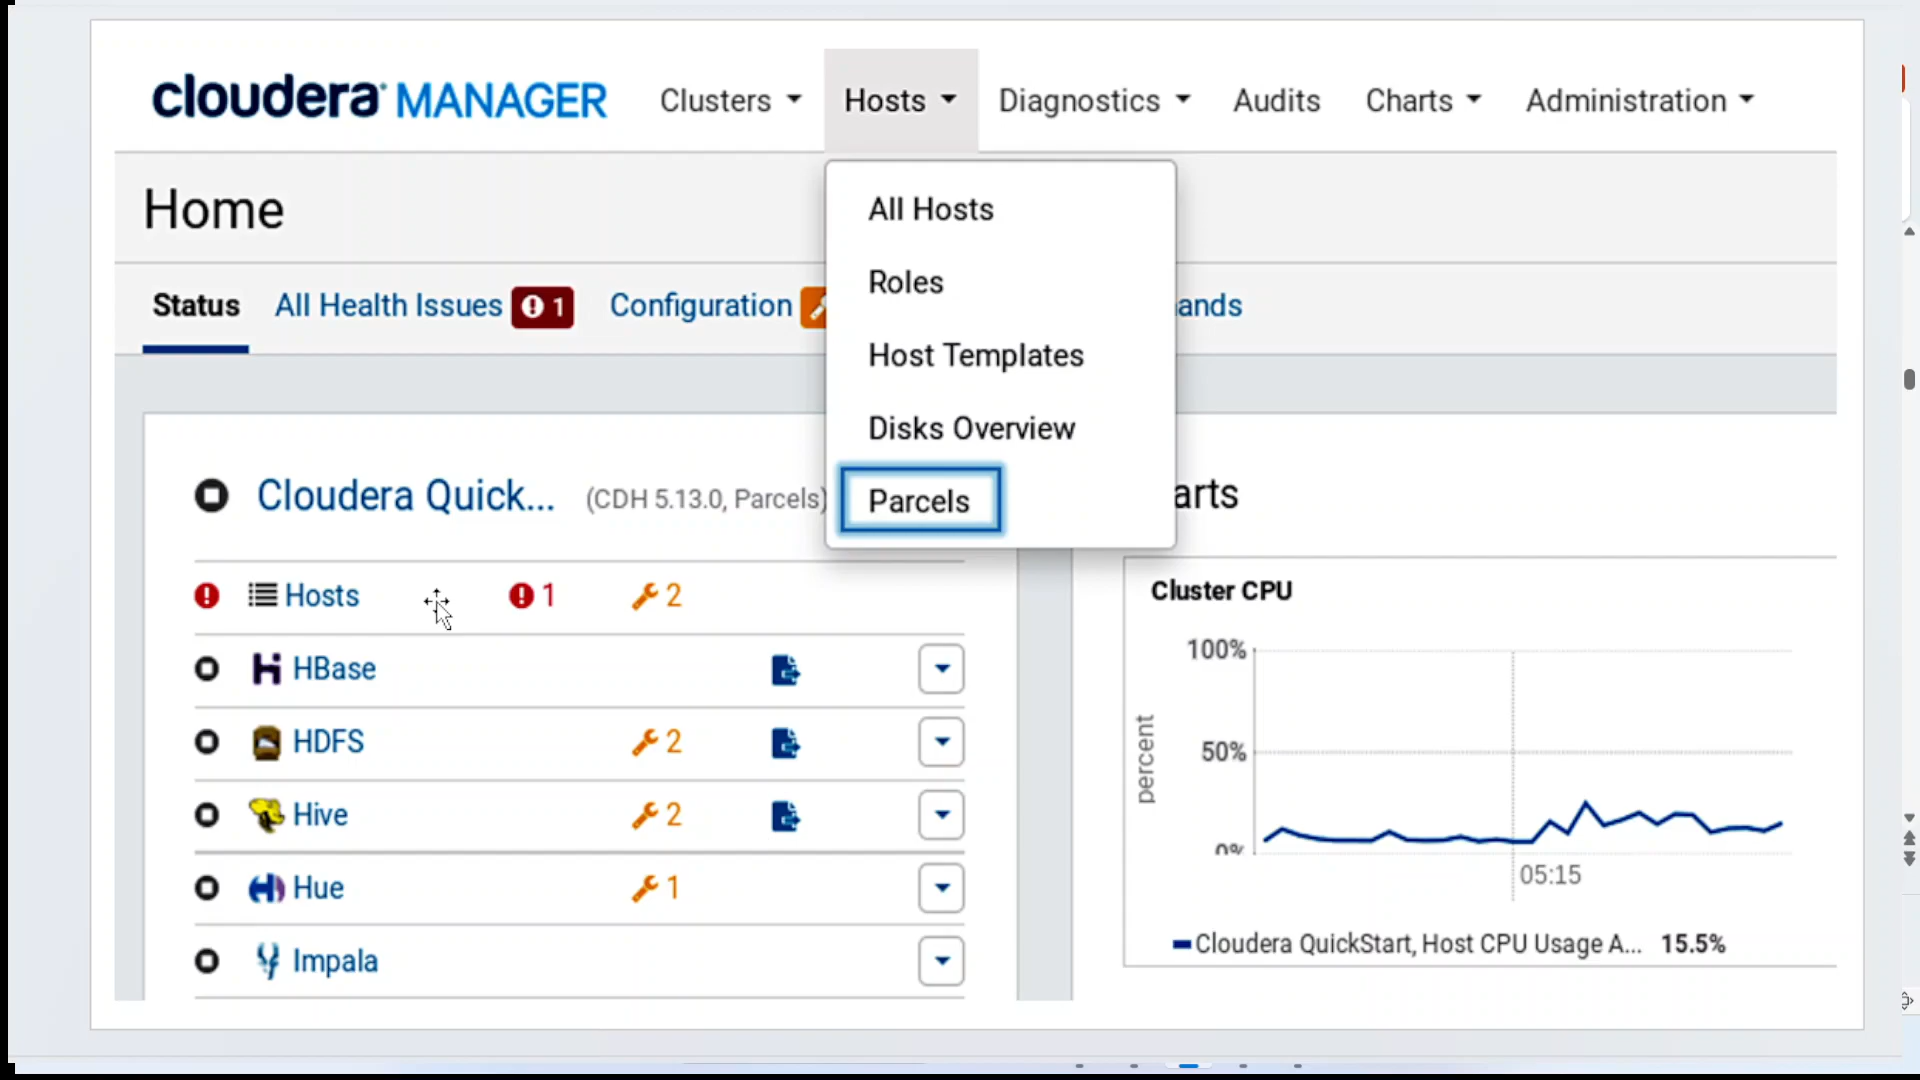 cloudera MANAGER Clusters Hosts Diagnostics Audits Charts Administration
Home
All Hosts
Roles
Host Templates
Disks Overview
Parcels
Status All Health Issues 1 Configuration ands
Cloudera Quick... (CDH 5.13.0, Parcels)
arts
Hosts 1 2
HBase
HDFS 2
Hive 2
Hue 1
Impala
Cluster CPU
100%
50%
0%
percent
05:15
Cloudera QuickStart, Host CPU Usage A... 15.5%